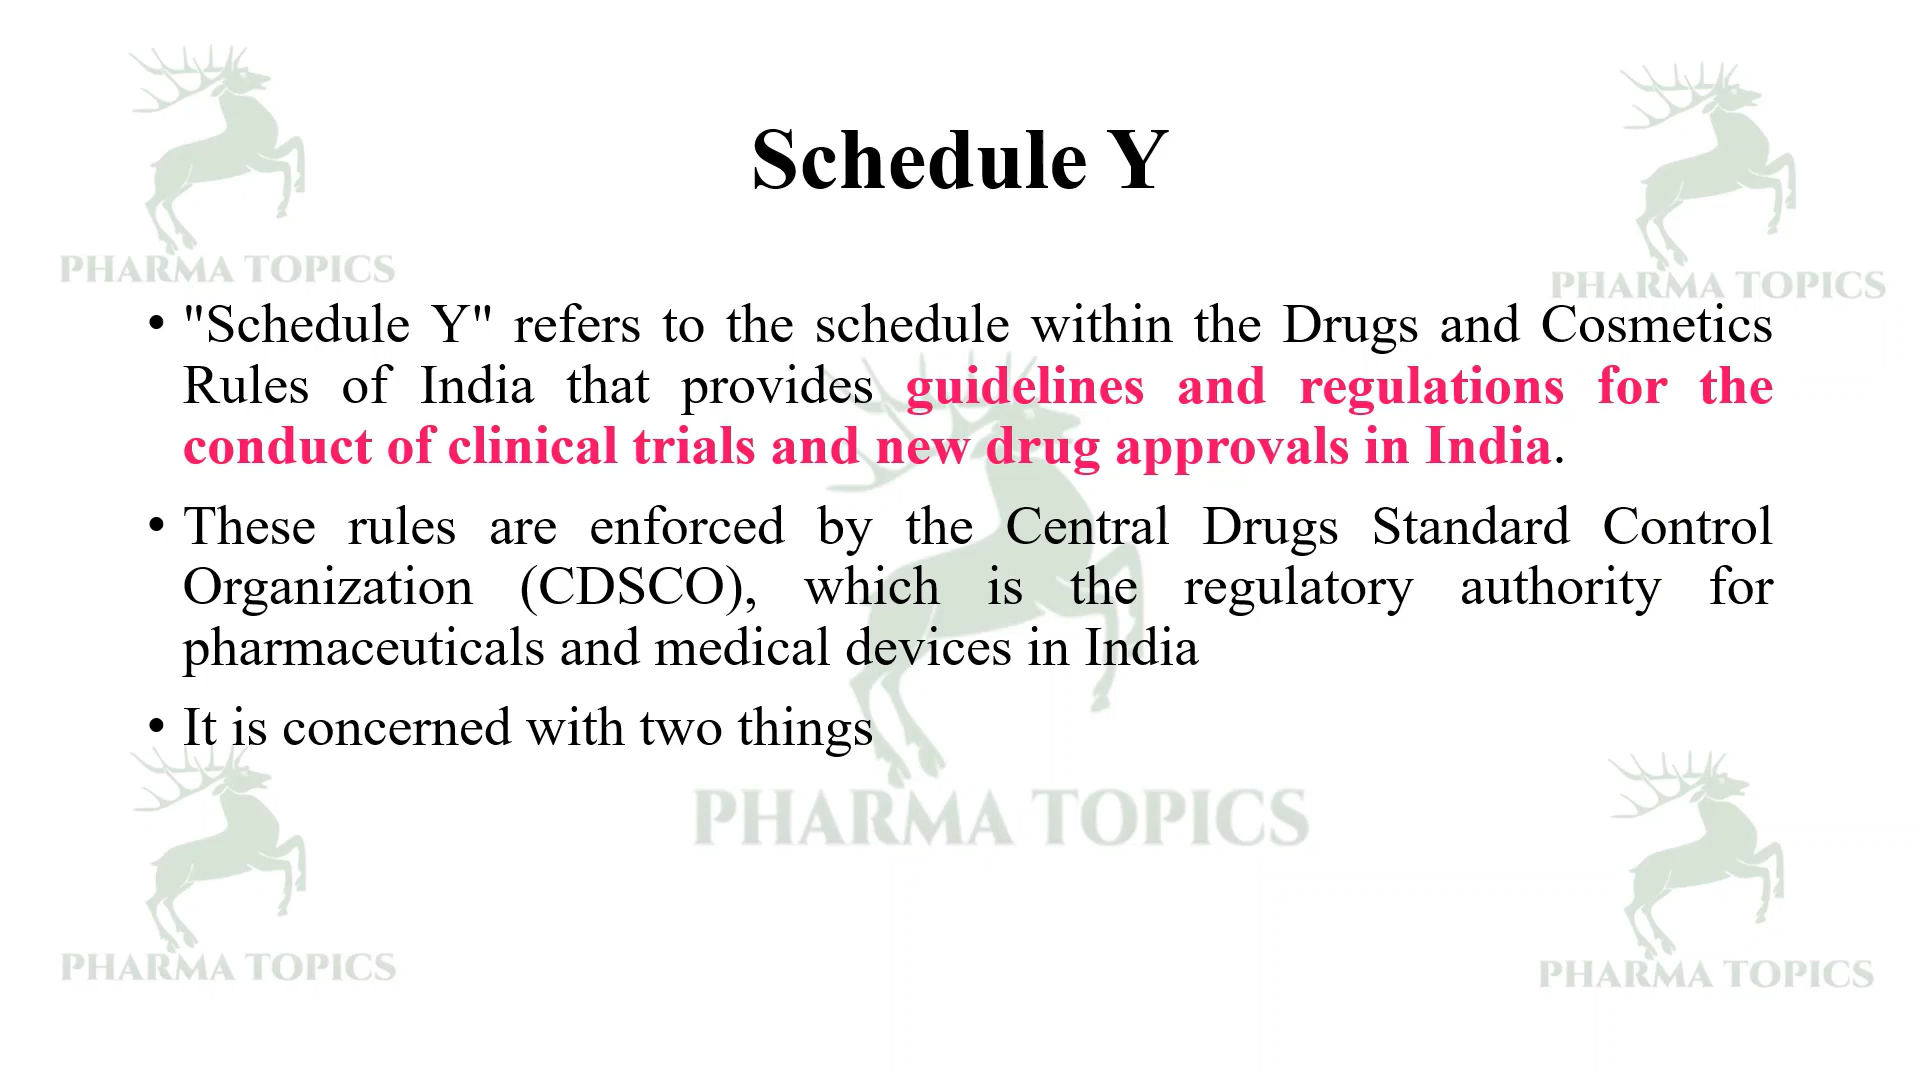 PHARMA TOPICS
PHARMA TOPICS
Schedule Y
• "Schedule Y" refers to the schedule within the Drugs and Cosmetics
Rules of India that provides guidelines and regulations for the
conduct of clinical trials and new drug approvals in India.
• These rules are enforced by the Central Drugs Standard Control
Organization (CDSCO), which is the regulatory authority for
pharmaceuticals and medical devices in India
• It is concerned with two things
PHARMA TOPICS
PHARMA TOPICS
PHARMA TOPICS